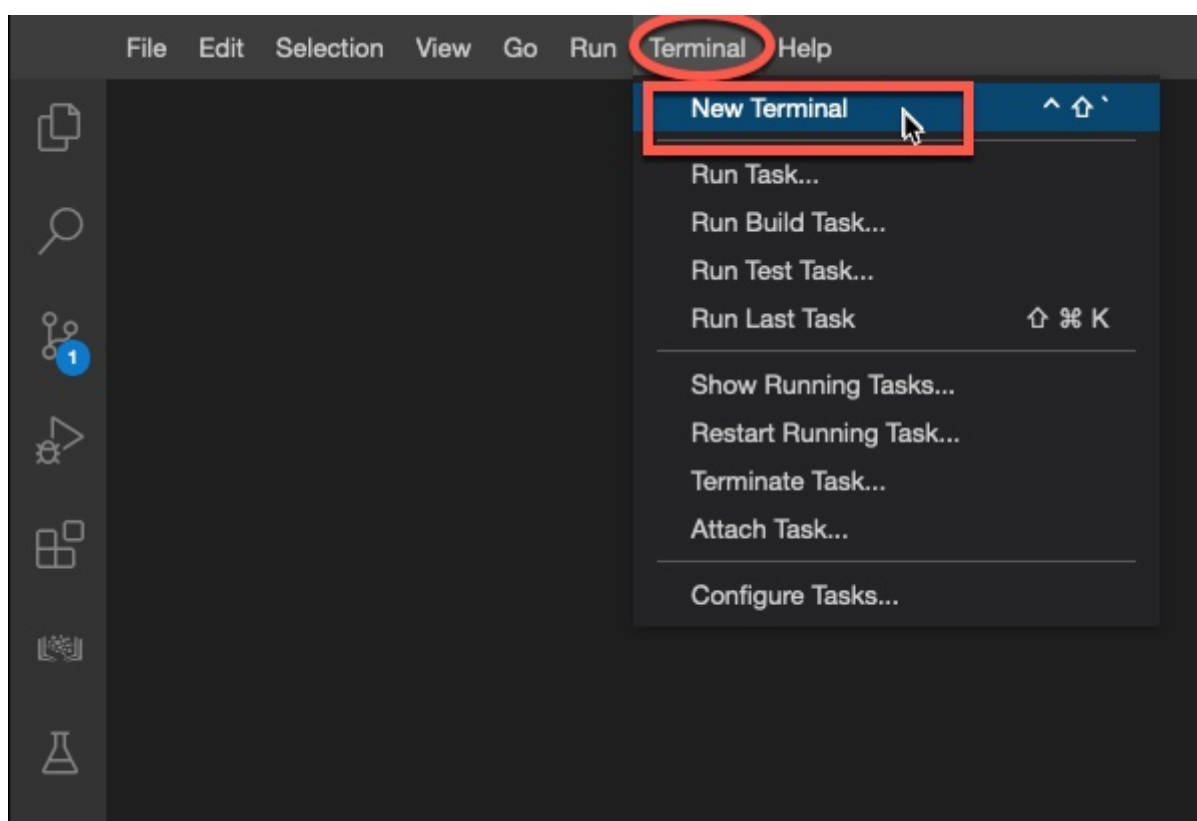 File Edit Selection View Go Run Terminal Help
New Terminal ^ ⇧ `
Run Task...
Run Build Task...
Run Test Task...
Run Last Task ⇧ ⌘ K
1
Show Running Tasks...
Restart Running Task...
Terminate Task...
Attach Task...
Configure Tasks...